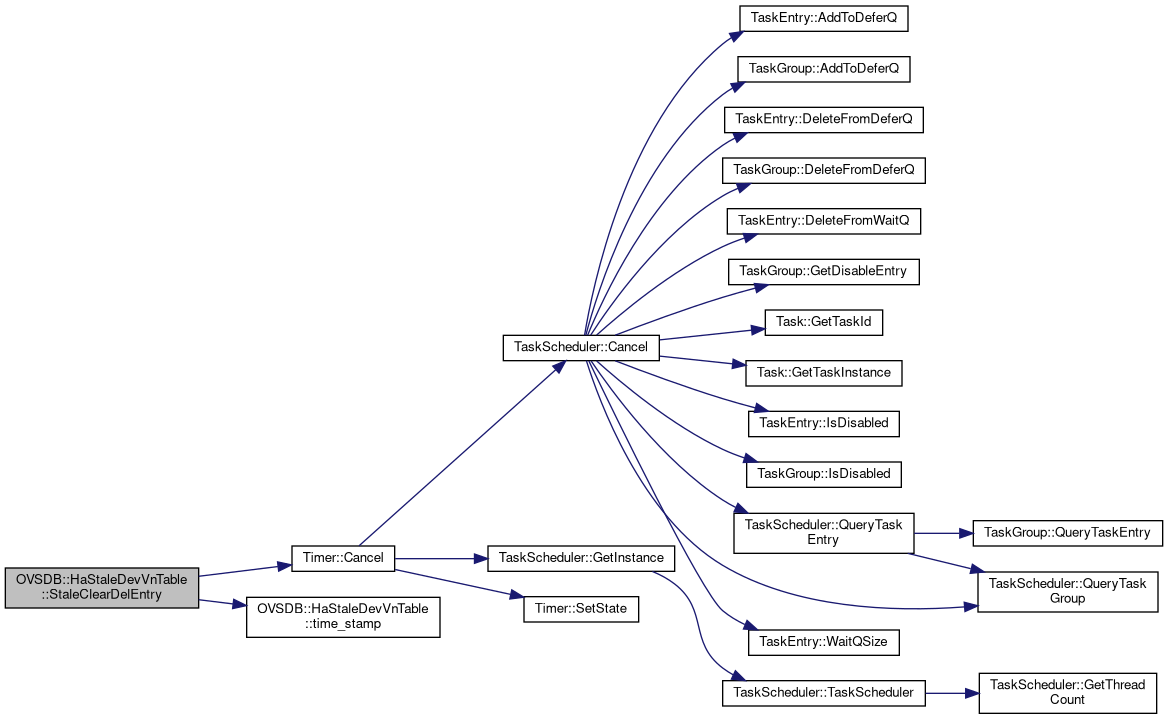 TaskEntry::AddToDeferQ
TaskGroup::AddToDeferQ
TaskEntry::DeleteFromDeferQ
TaskGroup::DeleteFromDeferQ
TaskEntry::DeleteFromWaitQ
TaskGroup::GetDisableEntry
Task::GetTaskId
TaskScheduler::Cancel
Task::GetTaskInstance
TaskEntry::IsDisabled
TaskGroup::IsDisabled
TaskScheduler::QueryTask
Entry
TaskGroup::QueryTaskEntry
Timer::Cancel
TaskScheduler::GetInstance
OVSDB::HaStaleDevVnTable
::StaleClearDelEntry
TaskScheduler::QueryTask
Group
OVSDB::HaStaleDevVnTable
::time_stamp
Timer::SetState
TaskEntry::WaitQSize
TaskScheduler::TaskScheduler
TaskScheduler::GetThread
Count